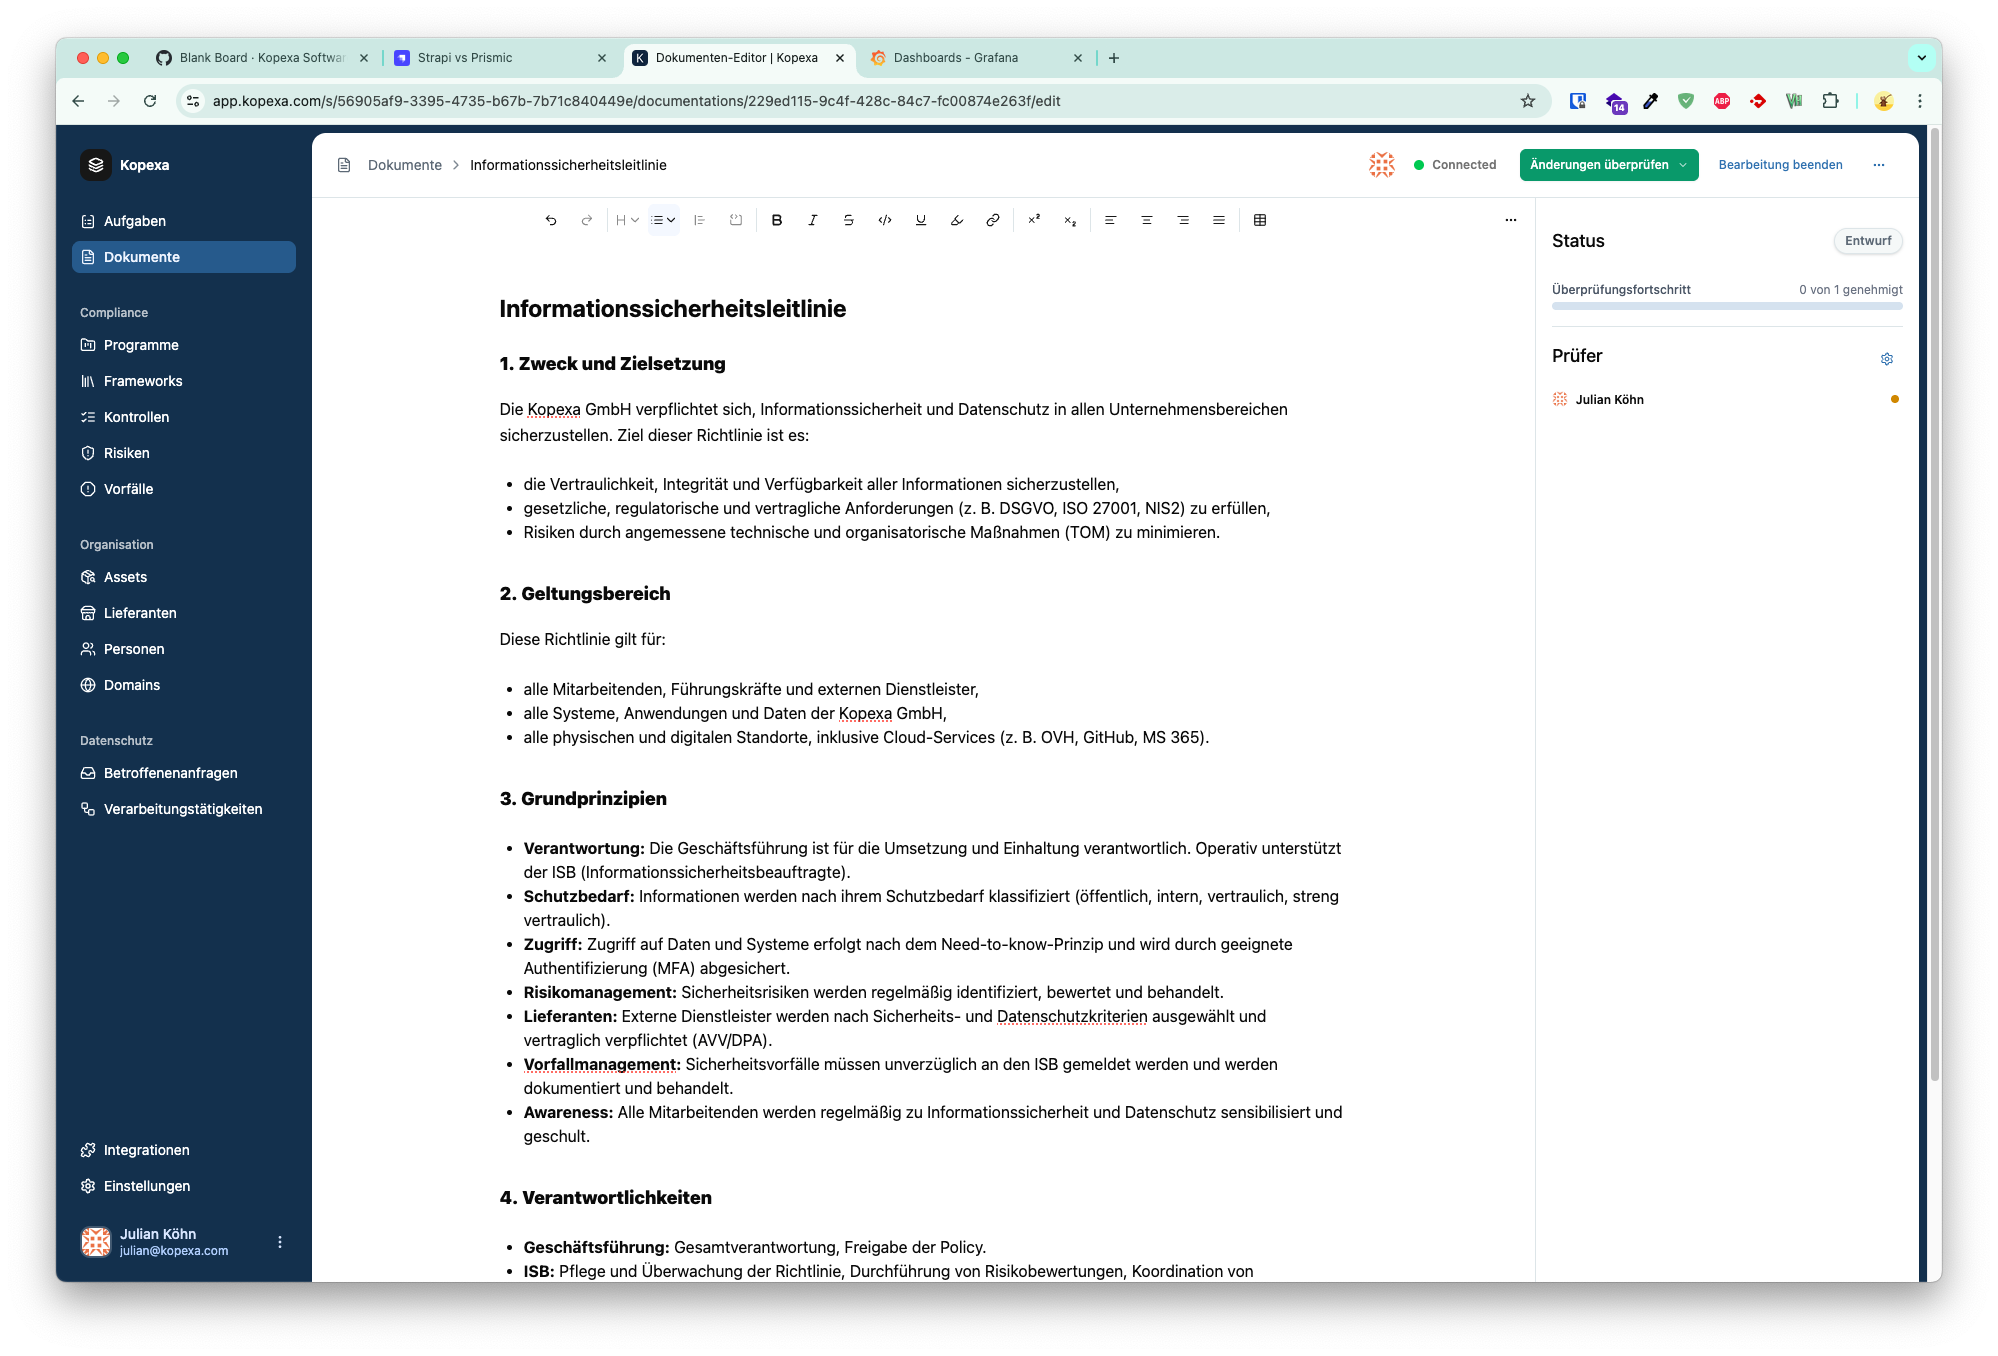 Blank Board · Kopexa Softwar
Strapi vs Prismic
Dokumenten-Editor | Kopexa
Dashboards - Grafana
app.kopexa.com/s/56905af9-3395-4735-b67b-7b71c840449e/documentations/229ed115-9c4f-428c-84c7-fc00874e263f/edit
14
ABP
Kopexa
Aufgaben
Dokumente
Compliance
Programme
Frameworks
Kontrollen
Risiken
Vorfälle
Organisation
Assets
Lieferanten
Personen
Domains
Datenschutz
Betroffenenanfragen
Verarbeitungstätigkeiten
Integrationen
Einstellungen
Julian Köhn
julian@kopexa.com
Dokumente > Informationssicherheitsleitlinie
Connected
Änderungen überprüfen
Bearbeitung beenden
Informationssicherheitsleitlinie
1. Zweck und Zielsetzung
Die Kopexa GmbH verpflichtet sich, Informationssicherheit und Datenschutz in allen Unternehmensbereichen
sicherzustellen. Ziel dieser Richtlinie ist es:
• die Vertraulichkeit, Integrität und Verfügbarkeit aller Informationen sicherzustellen,
• gesetzliche, regulatorische und vertragliche Anforderungen (z. B. DSGVO, ISO 27001, NIS2) zu erfüllen,
• Risiken durch angemessene technische und organisatorische Maßnahmen (TOM) zu minimieren.
2. Geltungsbereich
Diese Richtlinie gilt für:
• alle Mitarbeitenden, Führungskräfte und externen Dienstleister,
• alle Systeme, Anwendungen und Daten der Kopexa GmbH,
• alle physischen und digitalen Standorte, inklusive Cloud-Services (z. B. OVH, GitHub, MS 365).
3. Grundprinzipien
• Verantwortung: Die Geschäftsführung ist für die Umsetzung und Einhaltung verantwortlich. Operativ unterstützt
der ISB (Informationssicherheitsbeauftragte).
• Schutzbedarf: Informationen werden nach ihrem Schutzbedarf klassifiziert (öffentlich, intern, vertraulich, streng
vertraulich).
• Zugriff: Zugriff auf Daten und Systeme erfolgt nach dem Need-to-know-Prinzip und wird durch geeignete
Authentifizierung (MFA) abgesichert.
• Risikomanagement: Sicherheitsrisiken werden regelmäßig identifiziert, bewertet und behandelt.
• Lieferanten: Externe Dienstleister werden nach Sicherheits- und Datenschutzkriterien ausgewählt und
vertraglich verpflichtet (AVV/DPA).
• Vorfallmanagement: Sicherheitsvorfälle müssen unverzüglich an den ISB gemeldet werden und werden
dokumentiert und behandelt.
• Awareness: Alle Mitarbeitenden werden regelmäßig zu Informationssicherheit und Datenschutz sensibilisiert und
geschult.
4. Verantwortlichkeiten
• Geschäftsführung: Gesamtverantwortung, Freigabe der Policy.
• ISB: Pflege und Überwachung der Richtlinie, Durchführung von Risikobewertungen, Koordination von
Status
Entwurf
Überprüfungsfortschritt
0 von 1 genehmigt
Prüfer
Julian Köhn